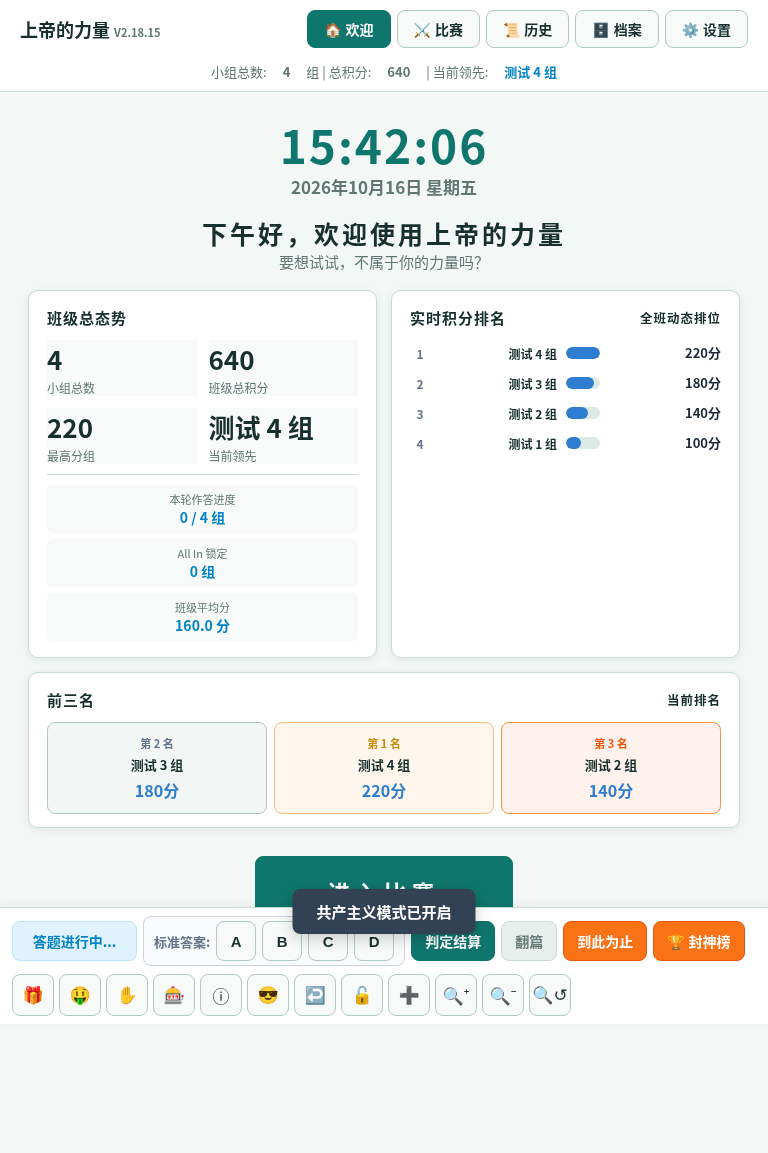 上帝的力量 V2.18.15
🏠 欢迎 ⚔️ 比赛 📜 历史 🗄️ 档案 ⚙️ 设置
小组总数: 4 组 | 总积分: 640 | 当前领先: 测试 4 组
15:42:06
2026年10月16日 星期五
下午好，欢迎使用上帝的力量
要想试试，不属于你的力量吗？
班级总态势
4
小组总数
640
班级总积分
220
最高分组
测试 4 组
当前领先
本轮作答进度
0 / 4 组
All In 锁定
0 组
班级平均分
160.0 分
实时积分排名 全班动态排位
1 测试 4 组 220分
2 测试 3 组 180分
3 测试 2 组 140分
4 测试 1 组 100分
前三名 当前排名
第 2 名
测试 3 组
180分
第 1 名
测试 4 组
220分
第 3 名
测试 2 组
140分
进入比赛
共产主义模式已开启
答题进行中... 标准答案: A B C D 判定结算 翻篇 到此为止 🏆 封神榜